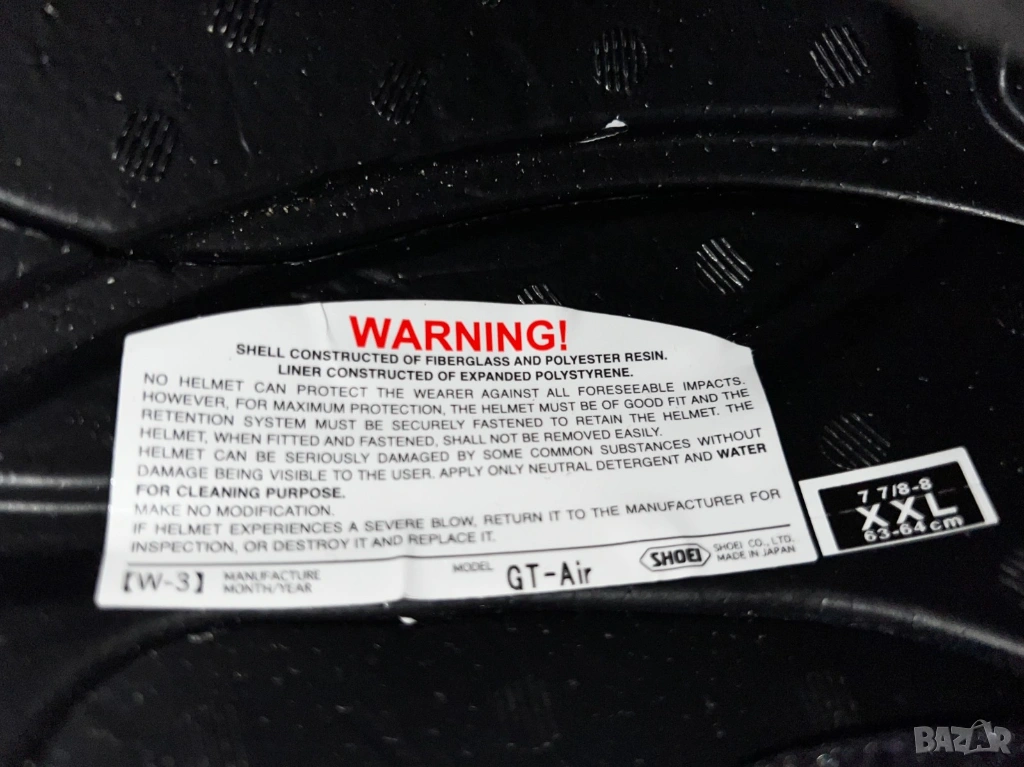 WARNING!
SHELL CONSTRUCTED OF FIBERGLASS AND POLYESTER RESIN.
LINER CONSTRUCTED OF EXPANDED POLYSTYRENE.
NO HELMET CAN PROTECT THE WEARER AGAINST ALL FORESEEABLE IMPACTS.
HOWEVER, FOR MAXIMUM PROTECTION, THE HELMET MUST BE OF GOOD FIT AND THE
RETENTION SYSTEM MUST BE SECURELY FASTENED TO RETAIN THE HELMET. THE
HELMET, WHEN FITTED AND FASTENED, SHALL NOT BE REMOVED EASILY.
HELMET CAN BE SERIOUSLY DAMAGED BY SOME COMMON SUBSTANCES WITHOUT
DAMAGE BEING VISIBLE TO THE USER. APPLY ONLY NEUTRAL DETERGENT AND WATER
FOR CLEANING PURPOSE.
MAKE NO MODIFICATION.
IF HELMET EXPERIENCES A SEVERE BLOW, RETURN IT TO THE MANUFACTURER FOR
INSPECTION, OR DESTROY IT AND REPLACE IT.
【W-3】 MANUFACTURE
MONTH/YEAR
MODEL GT-Air
SHOEI
SHOEI CO., LTD.
MADE IN JAPAN
7 7/8-8
XXL
63-64cm
BAZAR